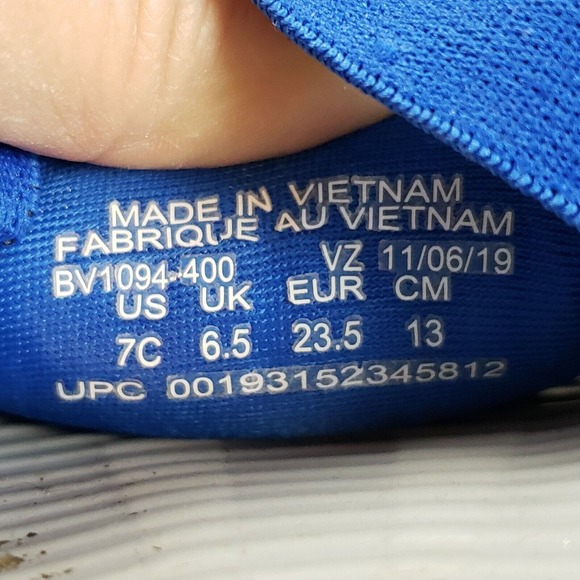 MADE IN VIETNAM
FABRIQUE AU VIETNAM
BV1094-400 VZ 11/06/19
US UK EUR CM
7C 6.5 23.5 13
UPC 00193152345812